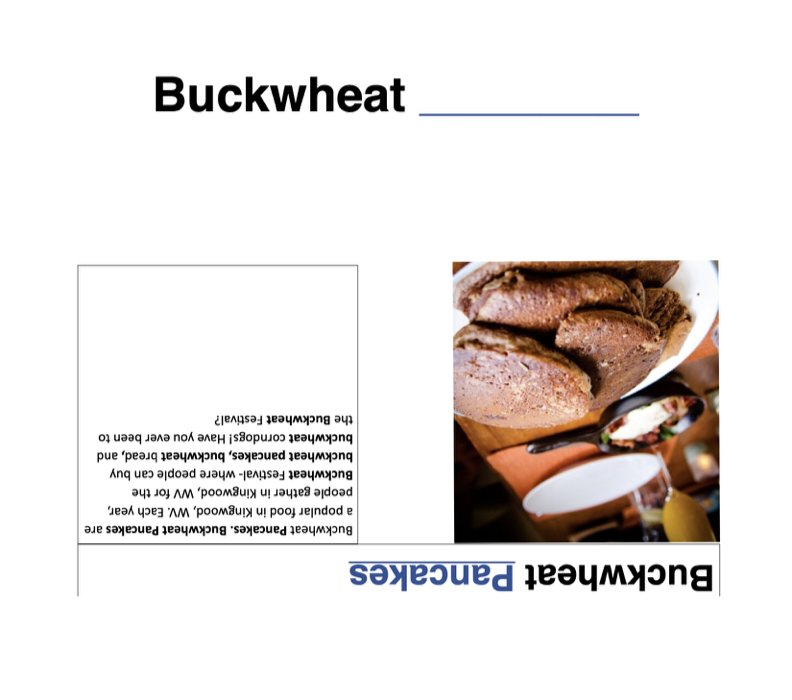 Buckwheat ____________
Buckwheat Pancakes
Buckwheat Pancakes. Buckwheat Pancakes are
a popular food in Kingwood, WV. Each year,
people gather in Kingwood, WV for the
Buckwheat Festival- where people can buy
buckwheat pancakes, buckwheat bread, and
buckwheat corndogs! Have you ever been to
the Buckwheat Festival?